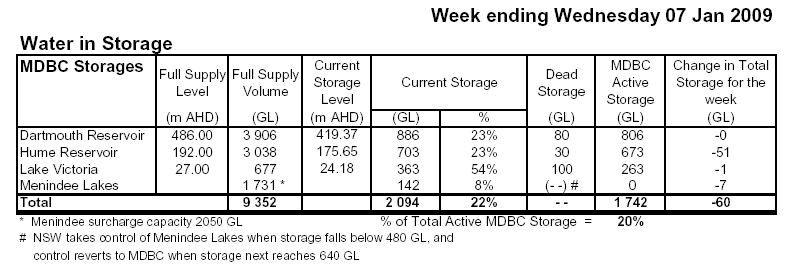 Week ending Wednesday 07 Jan 2009
Water in Storage
MDBC Storages Full Supply Level (m AHD) Full Supply Volume (GL) Current Storage Level (m AHD) Current Storage (GL) % Dead Storage (GL) MDBC Active Storage (GL) Change in Total Storage for the week (GL)
Dartmouth Reservoir 486.00 3 906 419.37 886 23% 80 806 -0
Hume Reservoir 192.00 3 038 175.65 703 23% 30 673 -51
Lake Victoria 27.00 677 24.18 363 54% 100 263 -1
Menindee Lakes 1 731 * 142 8% (- -) # 0 -7
Total 9 352 2 094 22% - - 1 742 -60
* Menindee surcharge capacity 2050 GL % of Total Active MDBC Storage = 20%
# NSW takes control of Menindee Lakes when storage falls below 480 GL, and
control reverts to MDBC when storage next reaches 640 GL